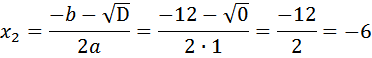 x₂ = (-b - √D)/(2a) = (-12 - √0)/(2 · 1) = (-12)/2 = -6